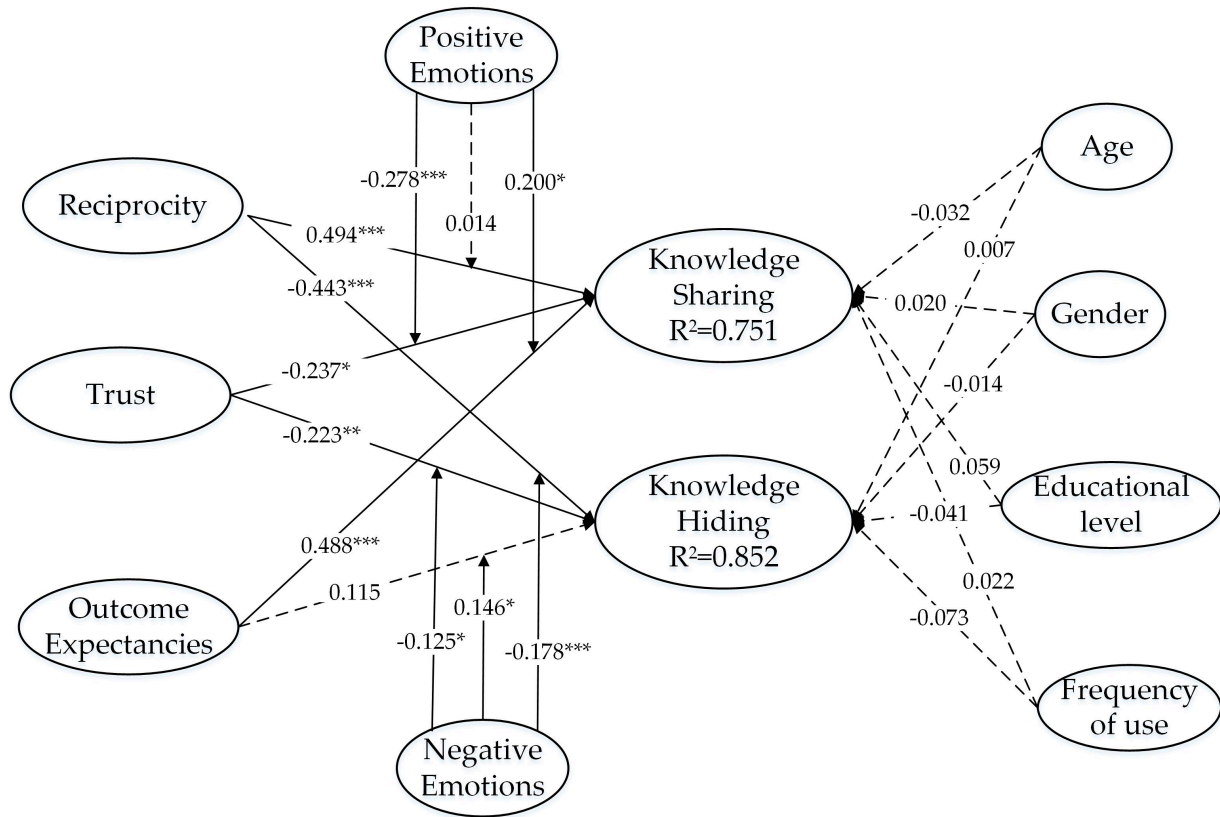 Positive
Emotions
Reciprocity
Trust
Outcome
Expectancies
Negative
Emotions
-0.278***
0.014
0.200*
0.494***
-0.443***
-0.237*
-0.223**
0.488***
0.115
-0.125*
0.146*
-0.178***
Knowledge
Sharing
R²=0.751
Knowledge
Hiding
R²=0.852
-0.032
0.007
0.020
-0.014
0.059
-0.041
0.022
-0.073
Age
Gender
Educational
level
Frequency
of use